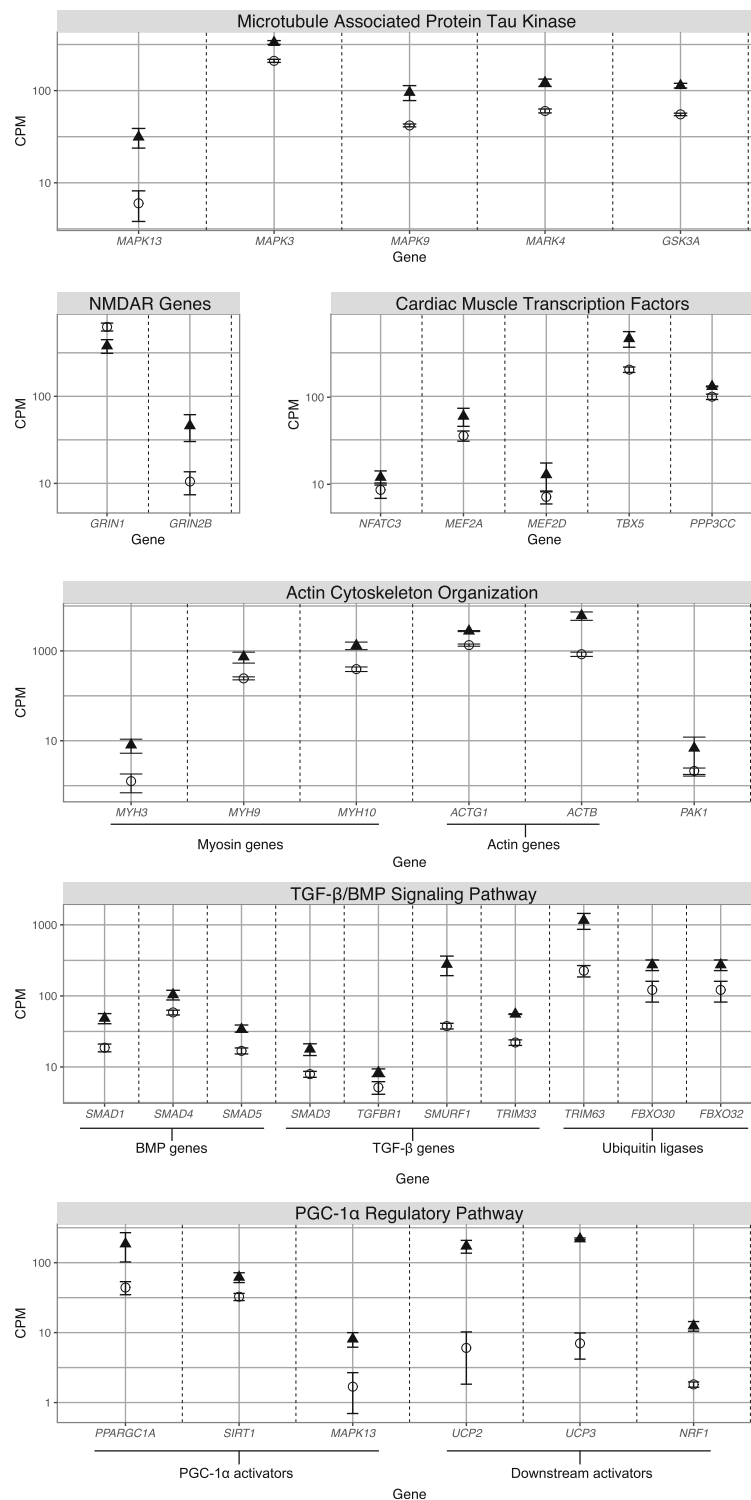 Microtubule Associated Protein Tau Kinase
CPM
100
10
MAPK13 MAPK3 MAPK9 MARK4 GSK3A
Gene
NMDAR Genes
CPM
100
10
GRIN1 GRIN2B
Gene
Cardiac Muscle Transcription Factors
CPM
100
10
NFATC3 MEF2A MEF2D TBX5 PPP3CC
Gene
Actin Cytoskeleton Organization
CPM
1000
10
MYH3 MYH9 MYH10 ACTG1 ACTB PAK1
Myosin genes Actin genes
Gene
TGF-β/BMP Signaling Pathway
CPM
1000
100
10
SMAD1 SMAD4 SMAD5 SMAD3 TGFBR1 SMURF1 TRIM33 TRIM63 FBXO30 FBXO32
BMP genes TGF-β genes Ubiquitin ligases
Gene
PGC-1α Regulatory Pathway
CPM
100
10
1
PPARGC1A SIRT1 MAPK13 UCP2 UCP3 NRF1
PGC-1α activators Downstream activators
Gene